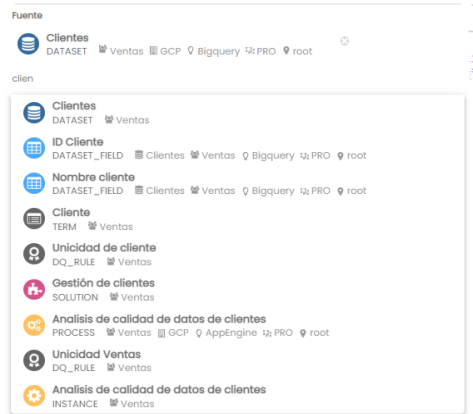 Fuente
Clientes
DATASET Ventas GCP Bigquery PRO root
clien
Clientes
DATASET Ventas
ID Cliente
DATASET_FIELD Clientes Ventas Bigquery PRO root
Nombre cliente
DATASET_FIELD Clientes Ventas Bigquery PRO root
Cliente
TERM Ventas
Unicidad de cliente
DQ_RULE Ventas
Gestión de clientes
SOLUTION Ventas
Analisis de calidad de datos de clientes
PROCESS Ventas GCP AppEngine PRO root
Unicidad Ventas
DQ_RULE Ventas
Analisis de calidad de datos de clientes
INSTANCE Ventas